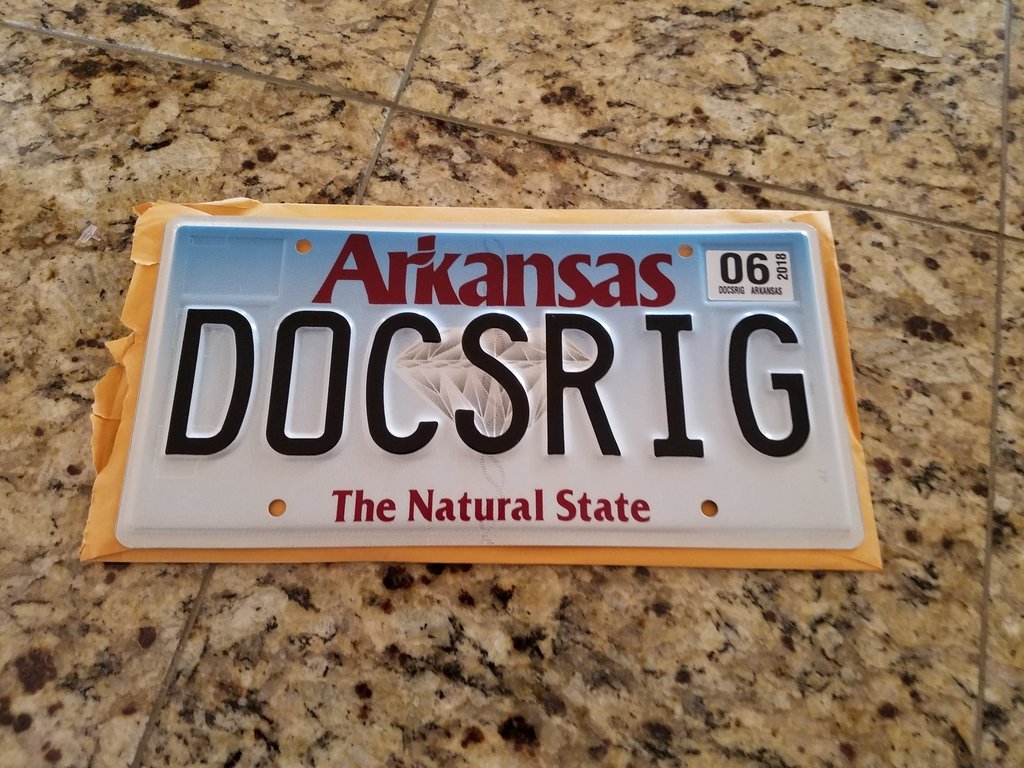 Arkansas
06 2018
DOCSRIG ARKANSAS
DOCSRIG
The Natural State